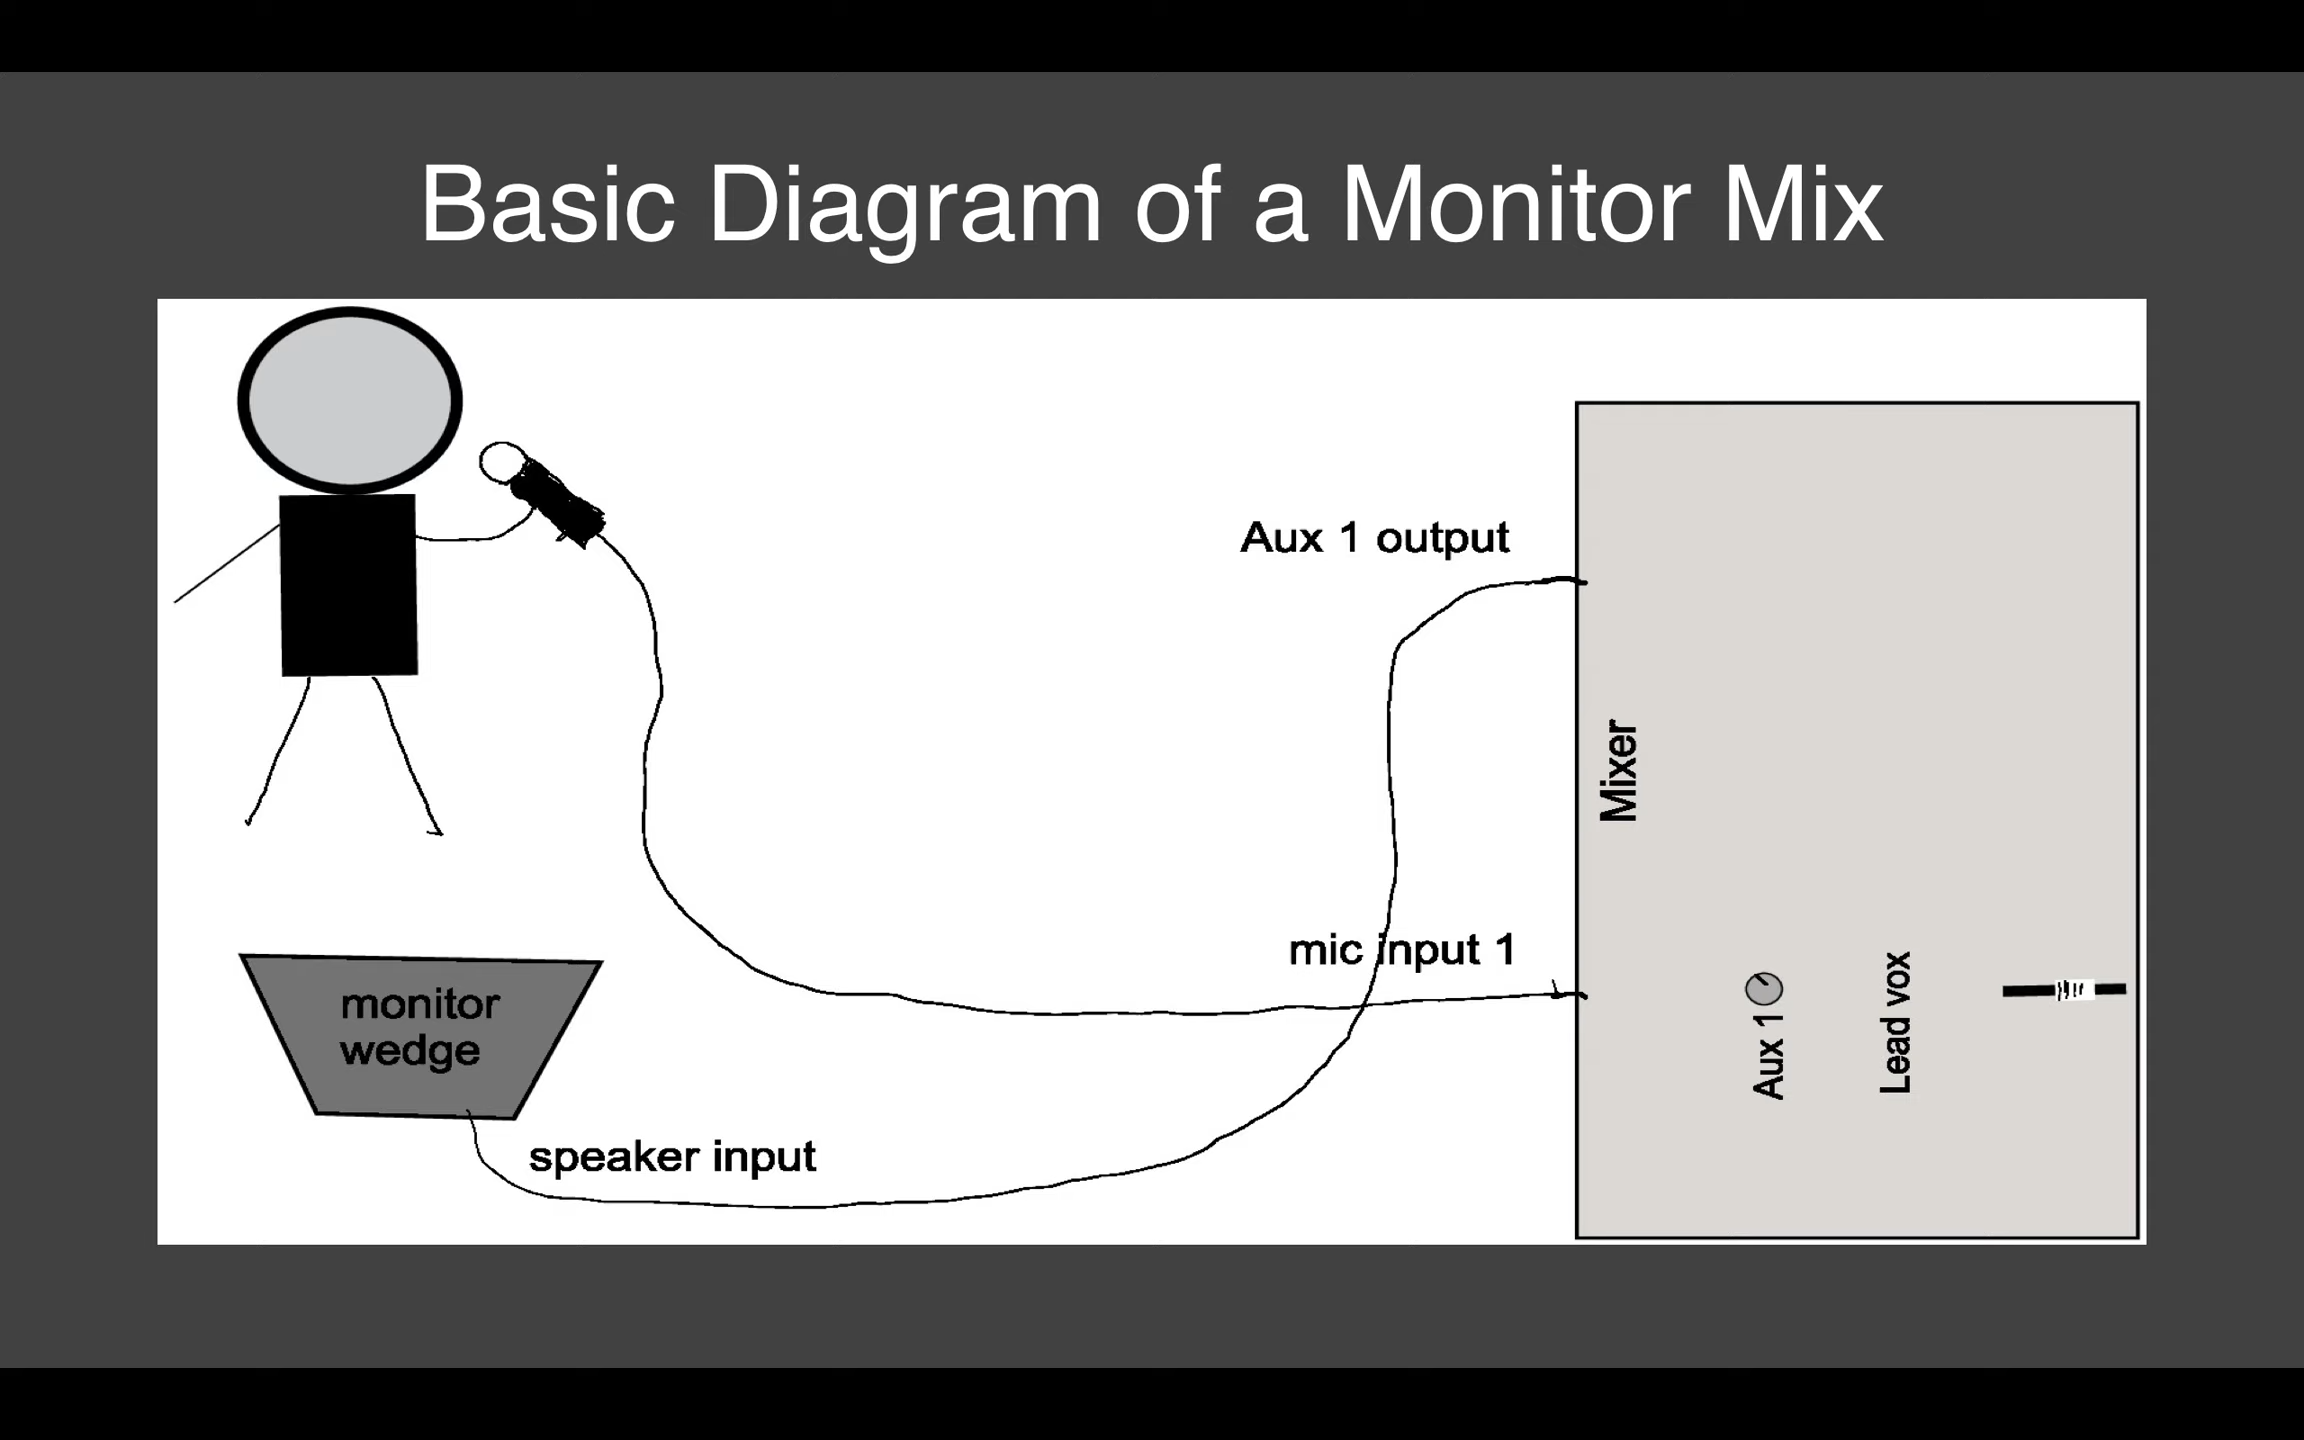 Basic Diagram of a Monitor Mix
Aux 1 output
Mixer
mic input 1
Aux 1
Lead vox
monitor
wedge
speaker input